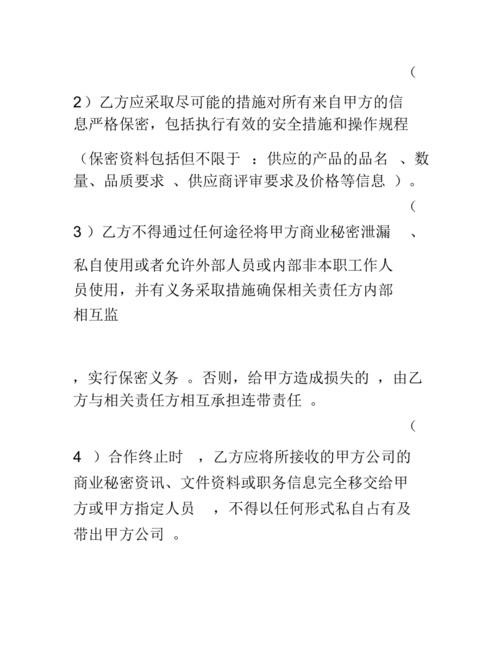 （
2）乙方应采取尽可能的措施对所有来自甲方的信
息严格保密，包括执行有效的安全措施和操作规程
（保密资料包括但不限于 ：供应的产品的品名 、数
量、品质要求 、供应商评审要求及价格等信息 ）。
（
3 ）乙方不得通过任何途径将甲方商业秘密泄漏 、
私自使用或者允许外部人员或内部非本职工作人
员使用，并有义务采取措施确保相关责任方内部
相互监
，实行保密义务 。否则，给甲方造成损失的 ，由乙
方与相关责任方相互承担连带责任 。
（
4 ）合作终止时 ，乙方应将所接收的甲方公司的
商业秘密资讯、文件资料或职务信息完全移交给甲
方或甲方指定人员 ，不得以任何形式私自占有及
带出甲方公司 。